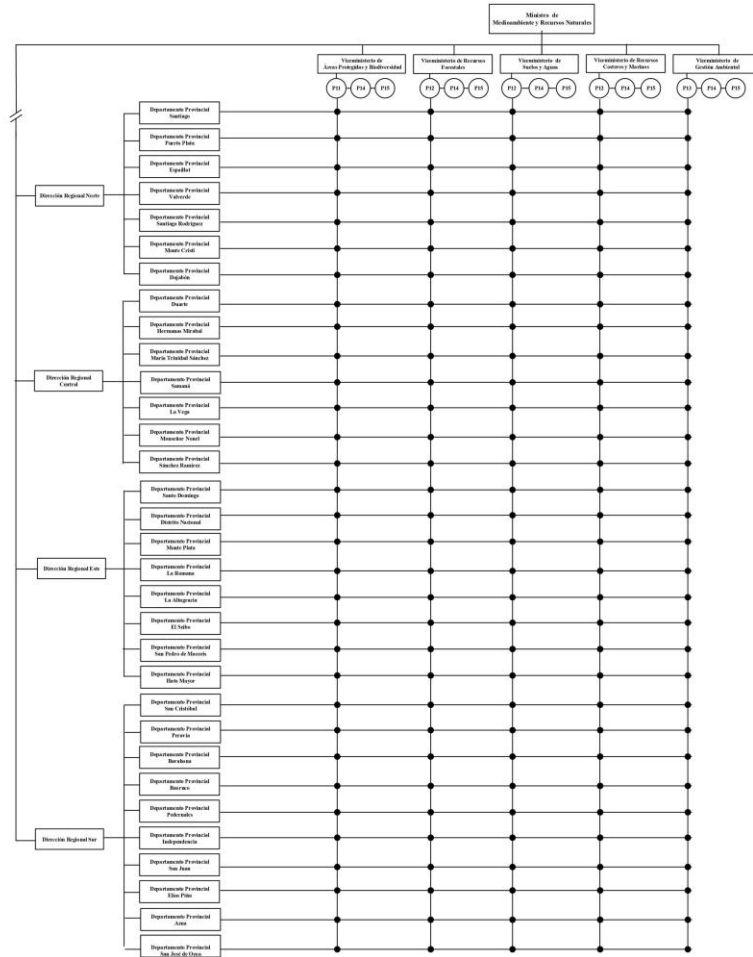 Ministro de
Medioambiente y Recursos Naturales
Viceministerio de
Áreas Protegidas y Biodiversidad
Viceministerio de Recursos
Forestales
Viceministerio de
Suelos y Aguas
Viceministerio de Recursos
Costeros y Marinos
Viceministerio de
Gestión Ambiental
P11 P14 P15
P12 P14 P15
P12 P14 P15
P12 P14 P15
P13 P14 P15
Dirección Regional Norte
Departamento Provincial
Santiago
Departamento Provincial
Puerto Plata
Departamento Provincial
Espaillat
Departamento Provincial
Valverde
Departamento Provincial
Santiago Rodríguez
Departamento Provincial
Monte Cristi
Departamento Provincial
Dajabón
Dirección Regional
Central
Departamento Provincial
Duarte
Departamento Provincial
Hermanas Mirabal
Departamento Provincial
María Trinidad Sánchez
Departamento Provincial
Samaná
Departamento Provincial
La Vega
Departamento Provincial
Monseñor Nouel
Departamento Provincial
Sánchez Ramírez
Dirección Regional Este
Departamento Provincial
Santo Domingo
Departamento Provincial
Distrito Nacional
Departamento Provincial
Monte Plata
Departamento Provincial
La Romana
Departamento Provincial
La Altagracia
Departamento Provincial
El Seibo
Departamento Provincial
San Pedro de Macorís
Departamento Provincial
Hato Mayor
Dirección Regional Sur
Departamento Provincial
San Cristóbal
Departamento Provincial
Peravia
Departamento Provincial
Barahona
Departamento Provincial
Baoruco
Departamento Provincial
Pedernales
Departamento Provincial
Independencia
Departamento Provincial
San Juan
Departamento Provincial
Elías Piña
Departamento Provincial
Azua
Departamento Provincial
San José de Ocoa